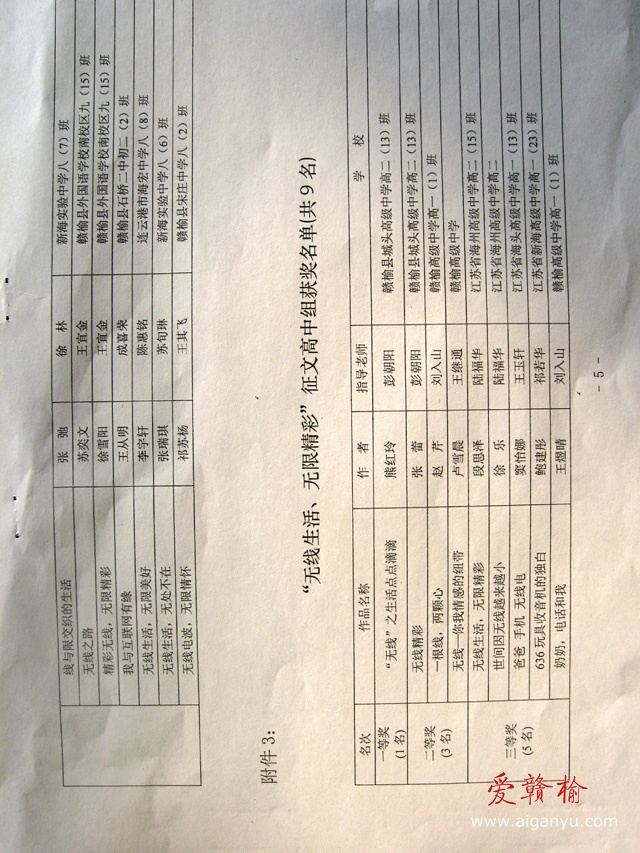 线与限交织的生活 张 弛 徐 林 新海实验中学八（7）班
无线之路 苏奕文 王宜金 赣榆县外国语学校南校区九（15）班
精彩无线，无限精彩 徐雪阳 王宜金 赣榆县外国语学校南校区九（15）班
我与互联网有缘 王从明 成喜荣 赣榆县石桥二中初二（2）班
无线生活，无限美好 李宇轩 陈惠铭 连云港市海宏中学八（8）班
无线生活，无处不在 张瑞琪 苏旬琳 新海实验中学八（6）班
无线电波，无限情怀 祁苏杨 王其飞 赣榆县宋庄中学八（2）班
附件 3：
“无线生活、无限精彩”征文高中组获奖名单(共 9 名)
名次 作品名称 作 者 指导老师 学 校
一等奖（1 名） “无线”之生活点点滴滴 熊红玲 彭朝阳 赣榆县城头高级中学高二（13）班
二等奖（3 名） 无线精彩 张 蕾 彭朝阳 赣榆县城头高级中学高二（13）班
一根线，两颗心 赵 芹 刘入山 赣榆高级中学高一（1）班
无线—你我情感的纽带 卢雪晨 王继通 赣榆高级中学
三等奖（5 名） 无线生活，无限精彩 段思泽 陆福华 江苏省海州高级中学高二（15）班
世间因无线越来越小 徐 乐 陆福华 江苏省海州高级中学高二
爸爸 手机 无线电 窦怡娜 王玉轩 江苏省海头高级中学高一（13）班
636 玩具收音机的独白 鲍建彤 祁若华 江苏省新海高级中学高一（23）班
奶奶，电话和我 王煜晴 刘入山 赣榆高级中学高一（1）班
- 5 -
爱赣榆
www.aiganyu.com